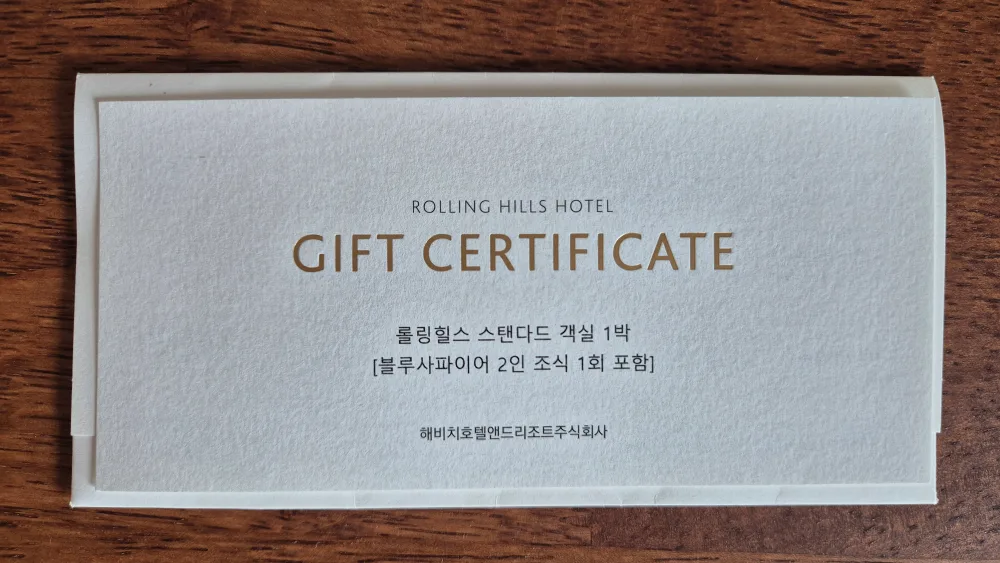 ROLLING HILLS HOTEL
GIFT CERTIFICATE
롤링힐스 스탠다드 객실 1박
[블루사파이어 2인 조식 1회 포함]
해비치호텔앤드리조트주식회사